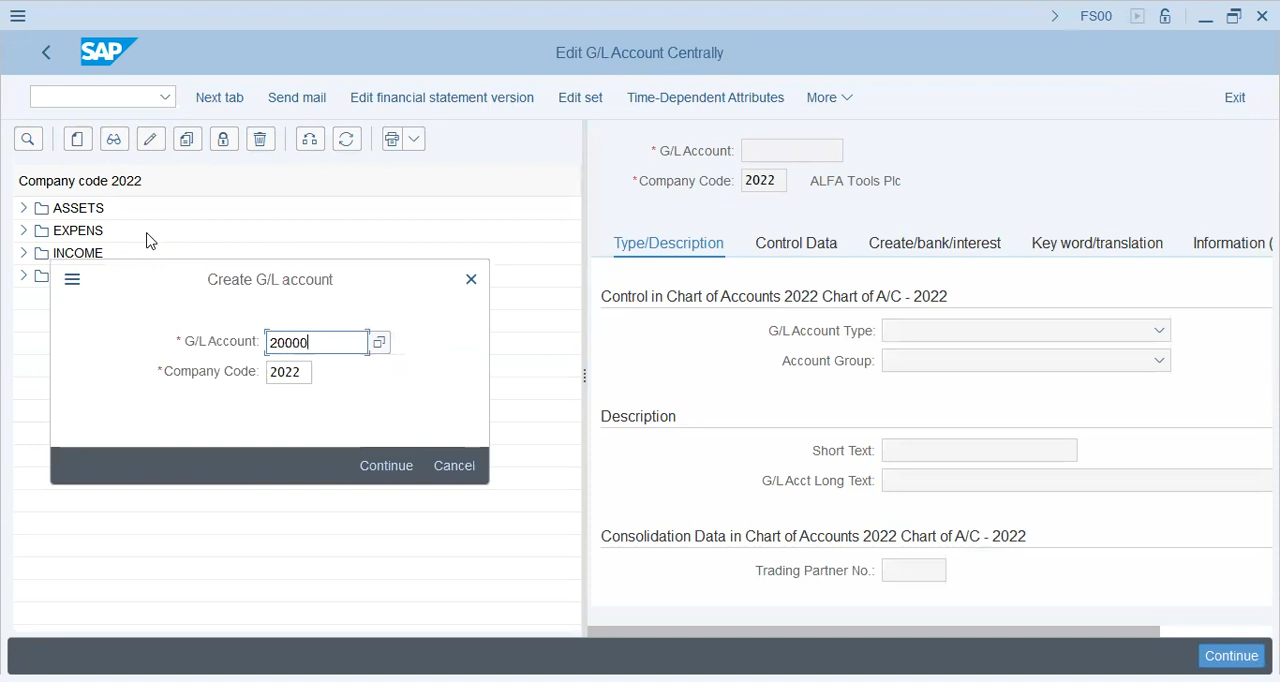 FS00
SAP Edit G/L Account Centrally
Next tab Send mail Edit financial statement version Edit set Time-Dependent Attributes More Exit
Company code 2022
ASSETS
EXPENS
INCOME
Create G/L account
* G/L Account: 20000
* Company Code: 2022
Continue Cancel
* G/L Account:
* Company Code: 2022 ALFA Tools Plc
Type/Description Control Data Create/bank/interest Key word/translation Information (
Control in Chart of Accounts 2022 Chart of A/C - 2022
G/L Account Type:
Account Group:
Description
Short Text:
G/L Acct Long Text:
Consolidation Data in Chart of Accounts 2022 Chart of A/C - 2022
Trading Partner No.:
Continue